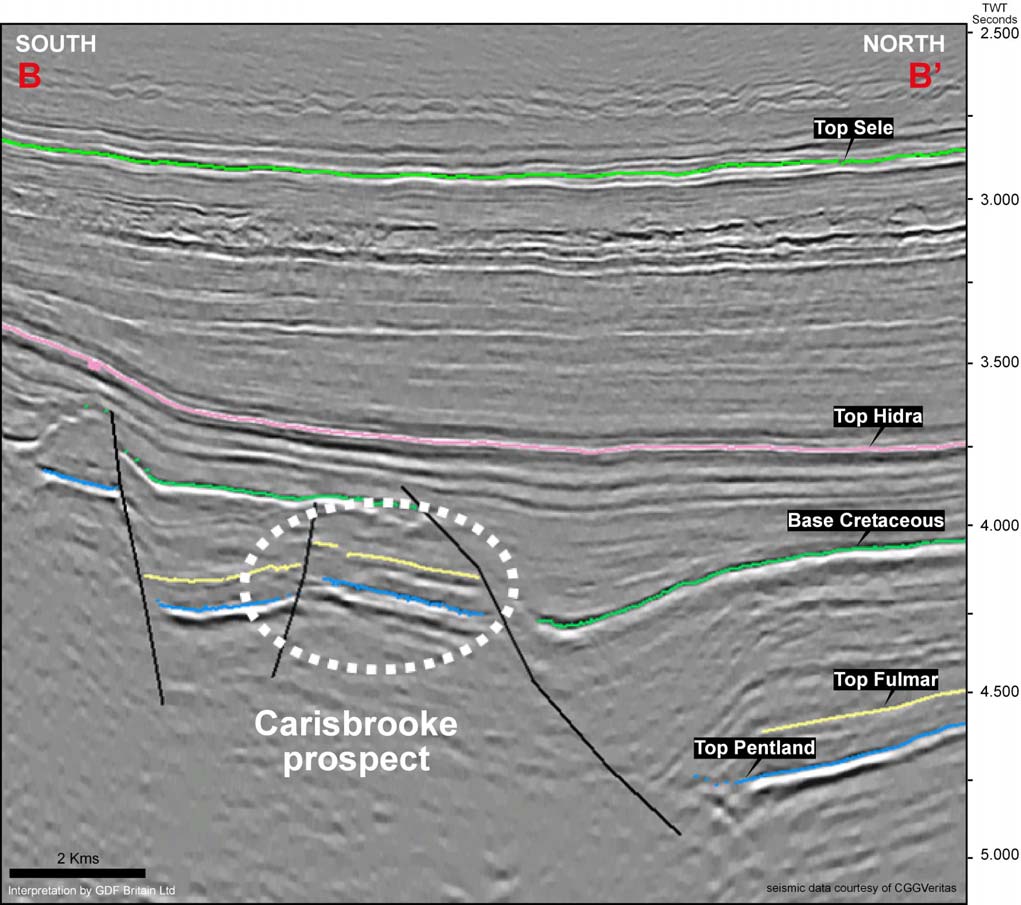 TWT
Seconds
SOUTH
NORTH
B
B’
2.500
Top Sele
3.000
3.500
Top Hidra
4.000
Base Cretaceous
4.500
Top Fulmar
Top Pentland
Carisbrooke
prospect
5.000
2 Kms
Interpretation by GDF Britain Ltd
seismic data courtesy of CGGVeritas